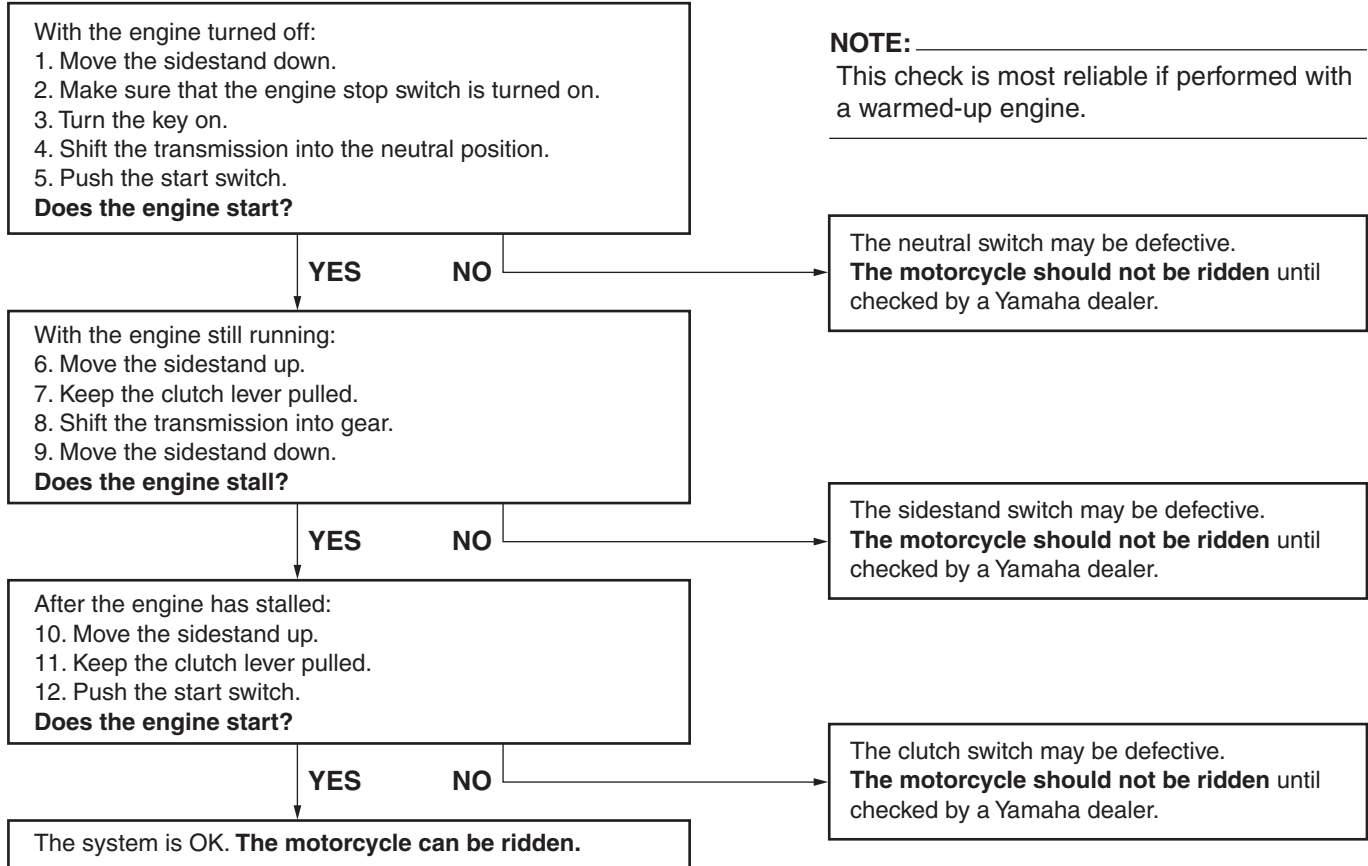 With the engine turned off:
1. Move the sidestand down.
2. Make sure that the engine stop switch is turned on.
3. Turn the key on.
4. Shift the transmission into the neutral position.
5. Push the start switch.
Does the engine start?
NOTE:
This check is most reliable if performed with
a warmed-up engine.
YES NO
The neutral switch may be defective.
The motorcycle should not be ridden until
checked by a Yamaha dealer.
With the engine still running:
6. Move the sidestand up.
7. Keep the clutch lever pulled.
8. Shift the transmission into gear.
9. Move the sidestand down.
Does the engine stall?
YES NO
The sidestand switch may be defective.
The motorcycle should not be ridden until
checked by a Yamaha dealer.
After the engine has stalled:
10. Move the sidestand up.
11. Keep the clutch lever pulled.
12. Push the start switch.
Does the engine start?
YES NO
The clutch switch may be defective.
The motorcycle should not be ridden until
checked by a Yamaha dealer.
The system is OK. The motorcycle can be ridden.